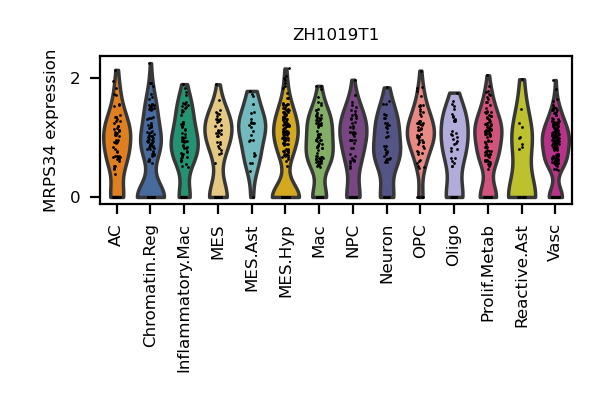 ZH1019T1
MRPS34 expression
2
0
AC
Chromatin.Reg
Inflammatory.Mac
MES
MES.Ast
MES.Hyp
Mac
NPC
Neuron
OPC
Oligo
Prolif.Metab
Reactive.Ast
Vasc